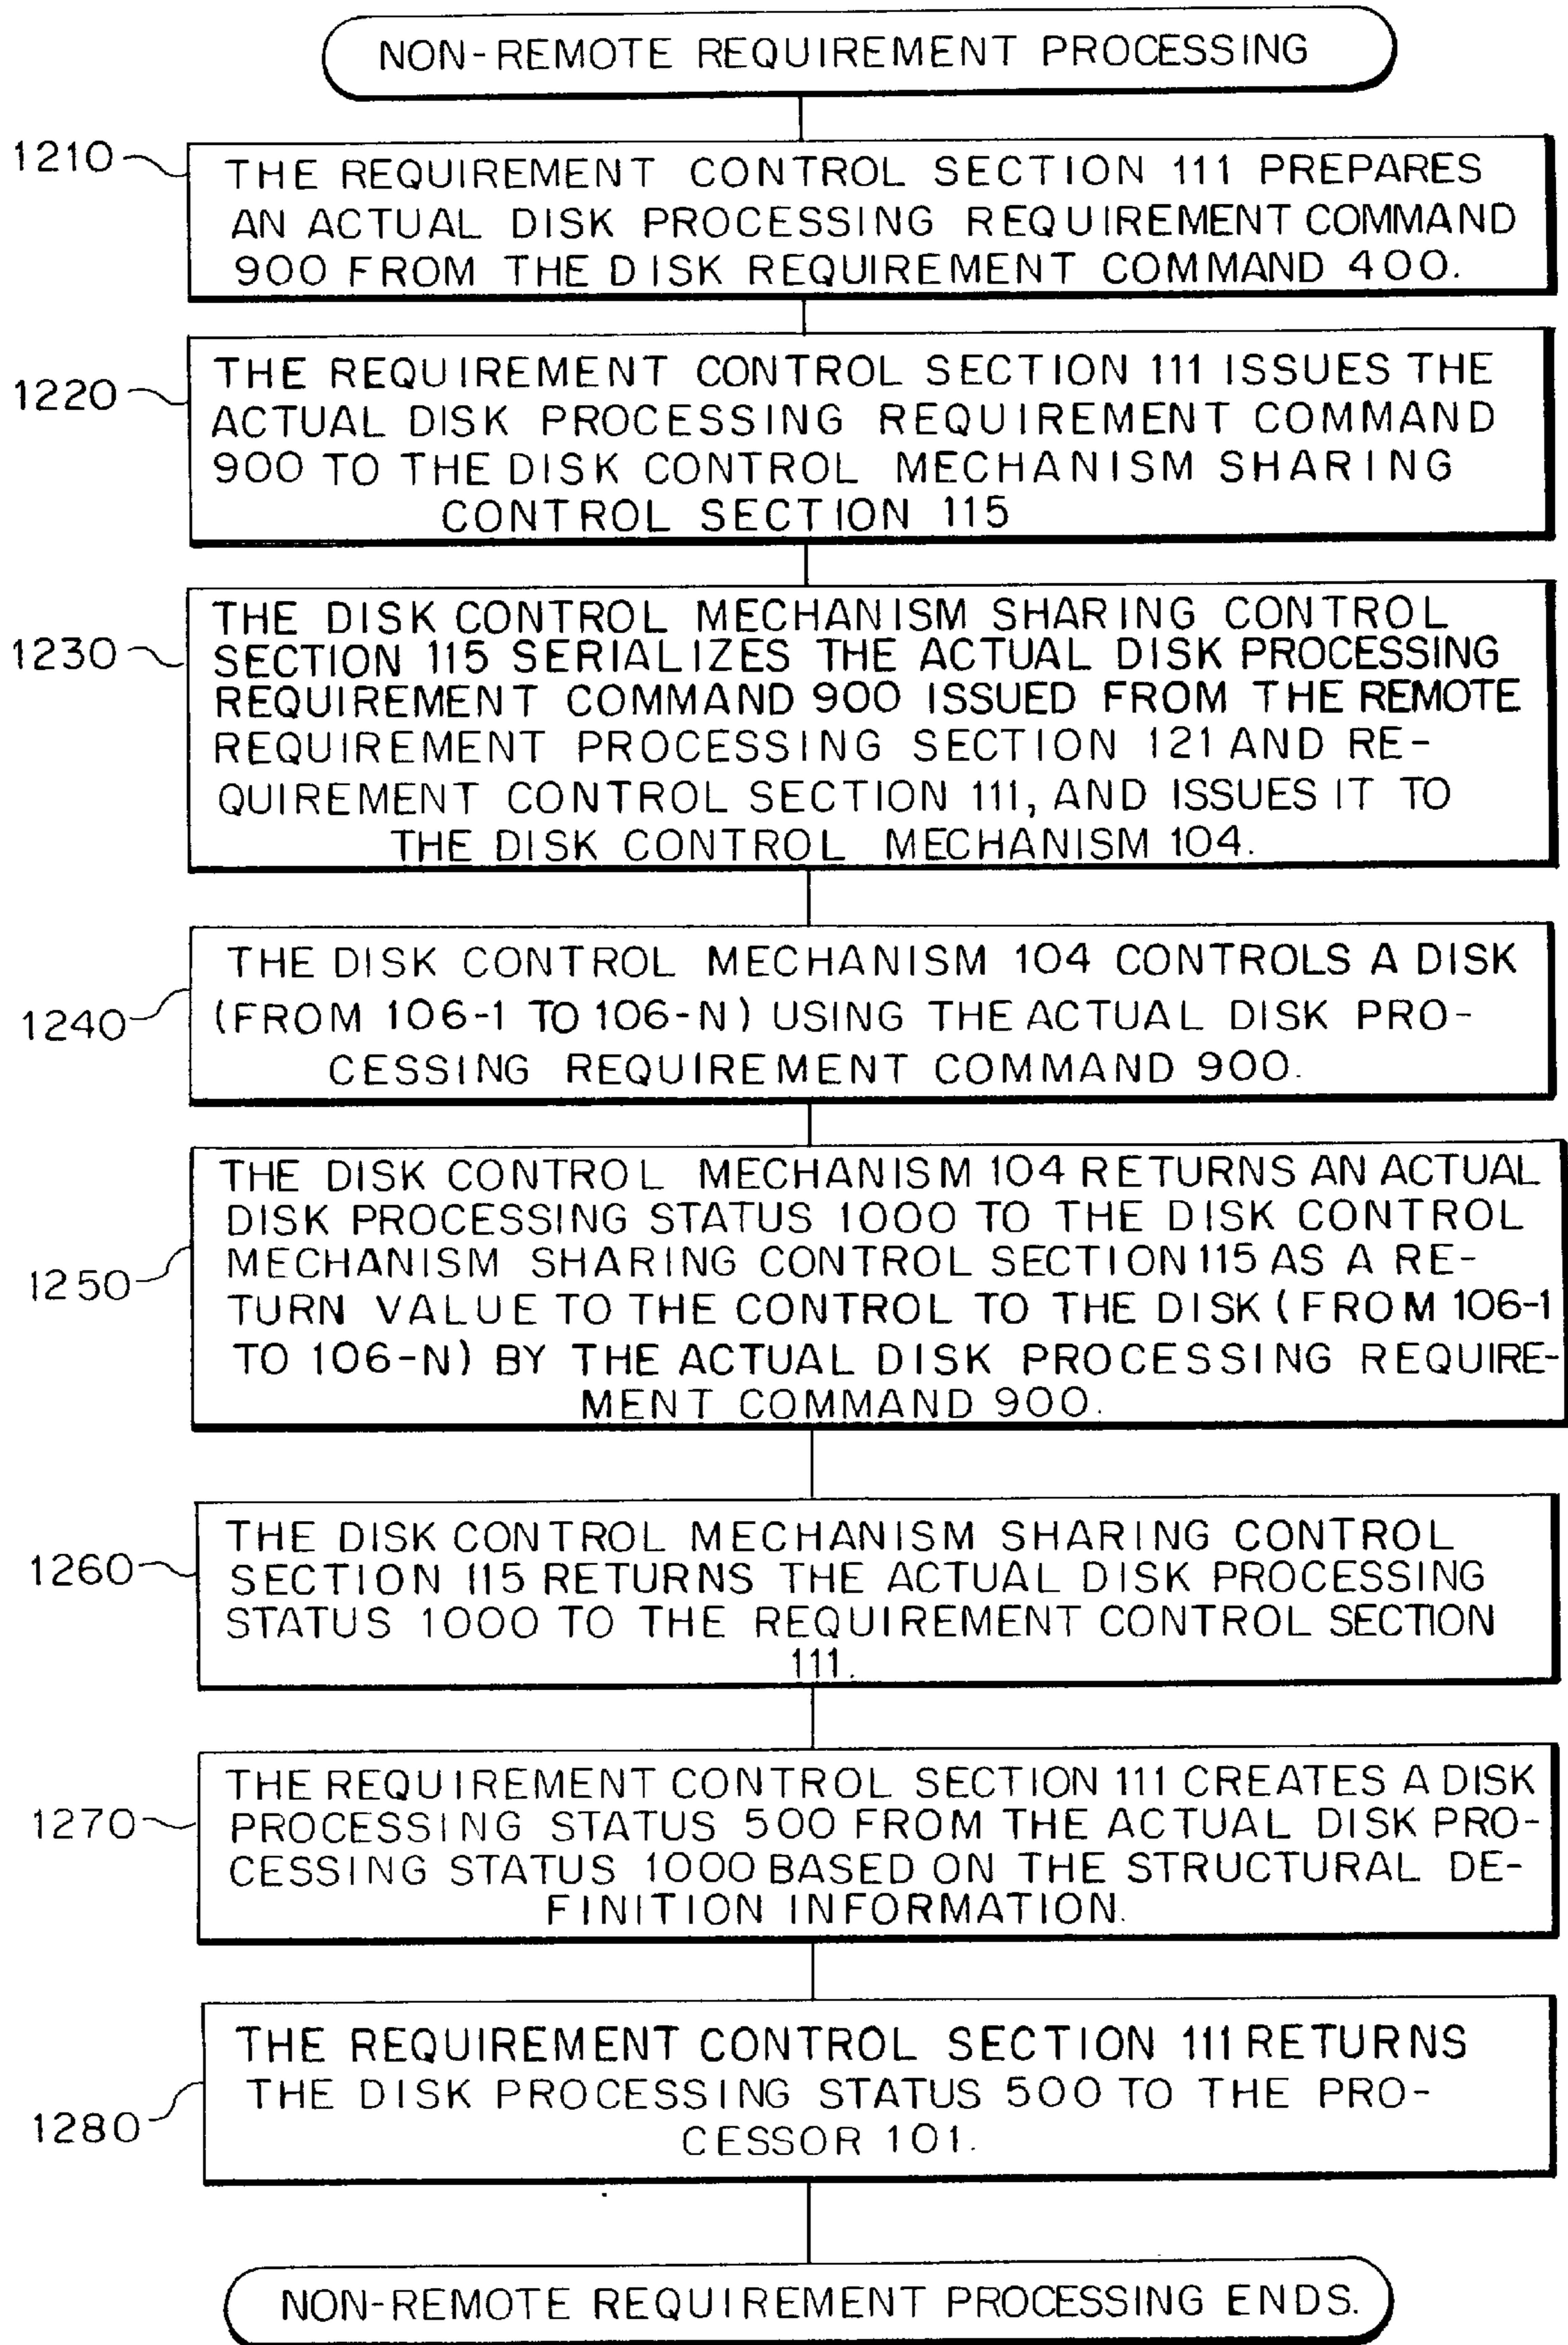 NON-REMOTE REQUIREMENT PROCESSING
1210
THE REQUIREMENT CONTROL SECTION 111 PREPARES
AN ACTUAL DISK PROCESSING REQUIREMENT COMMAND
900 FROM THE DISK REQUIREMENT COMMAND 400.
1220
THE REQUIREMENT CONTROL SECTION 111 ISSUES THE
ACTUAL DISK PROCESSING REQUIREMENT COMMAND
900 TO THE DISK CONTROL MECHANISM SHARING
CONTROL SECTION 115
1230
THE DISK CONTROL MECHANISM SHARING CONTROL
SECTION 115 SERIALIZES THE ACTUAL DISK PROCESSING
REQUIREMENT COMMAND 900 ISSUED FROM THE REMOTE
REQUIREMENT PROCESSING SECTION 121 AND RE-
QUIREMENT CONTROL SECTION 111, AND ISSUES IT TO
THE DISK CONTROL MECHANISM 104.
1240
THE DISK CONTROL MECHANISM 104 CONTROLS A DISK
(FROM 106-1 TO 106-N) USING THE ACTUAL DISK PRO-
CESSING REQUIREMENT COMMAND 900.
1250
THE DISK CONTROL MECHANISM 104 RETURNS AN ACTUAL
DISK PROCESSING STATUS 1000 TO THE DISK CONTROL
MECHANISM SHARING CONTROL SECTION 115 AS A RE-
TURN VALUE TO THE CONTROL TO THE DISK (FROM 106-1
TO 106-N) BY THE ACTUAL DISK PROCESSING REQUIRE-
MENT COMMAND 900.
1260
THE DISK CONTROL MECHANISM SHARING CONTROL
SECTION 115 RETURNS THE ACTUAL DISK PROCESSING
STATUS 1000 TO THE REQUIREMENT CONTROL SECTION
111.
1270
THE REQUIREMENT CONTROL SECTION 111 CREATES A DISK
PROCESSING STATUS 500 FROM THE ACTUAL DISK PRO-
CESSING STATUS 1000 BASED ON THE STRUCTURAL DE-
FINITION INFORMATION.
1280
THE REQUIREMENT CONTROL SECTION 111 RETURNS
THE DISK PROCESSING STATUS 500 TO THE PRO-
CESSOR 101.
NON-REMOTE REQUIREMENT PROCESSING ENDS.